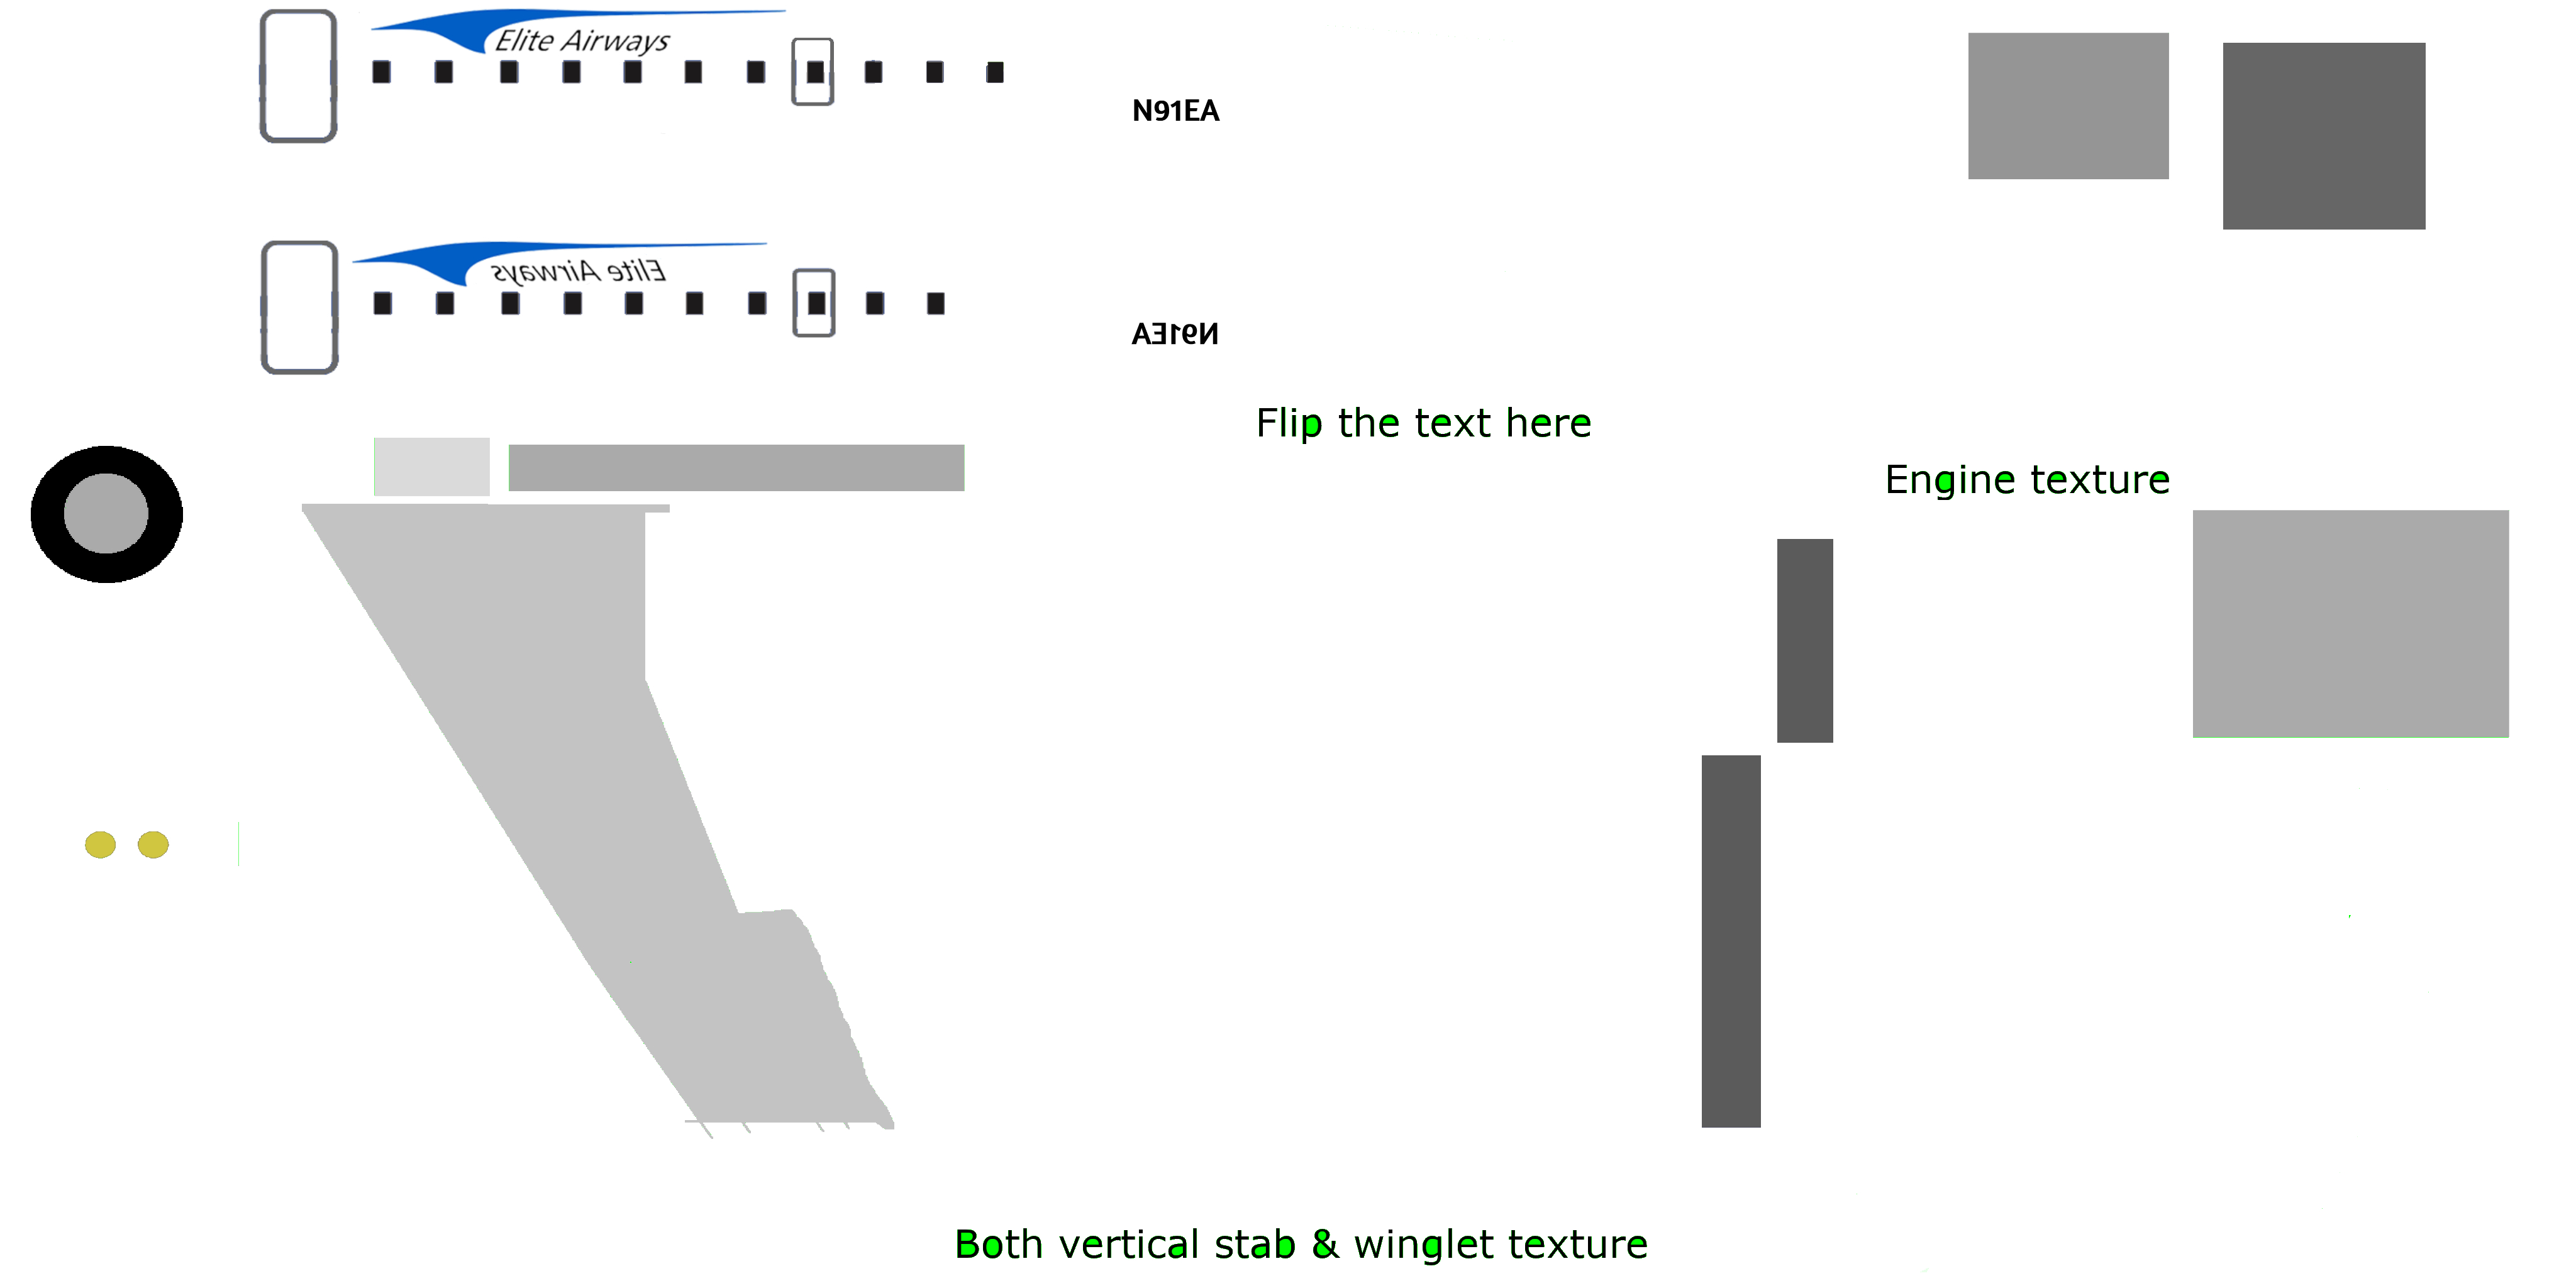 Elite Airways
N91EA
Elite Airways
N91EA
Flip the text here
Engine texture
Both vertical stab & winglet texture